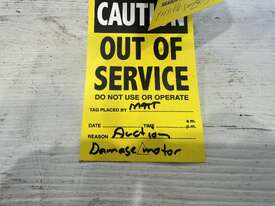 CAUTION
OUT OF
SERVICE
DO NOT USE OR OPERATE
TAG PLACED BY MATT
a.m.
DATE TIME p.m.
REASON Auction
Damage/motor